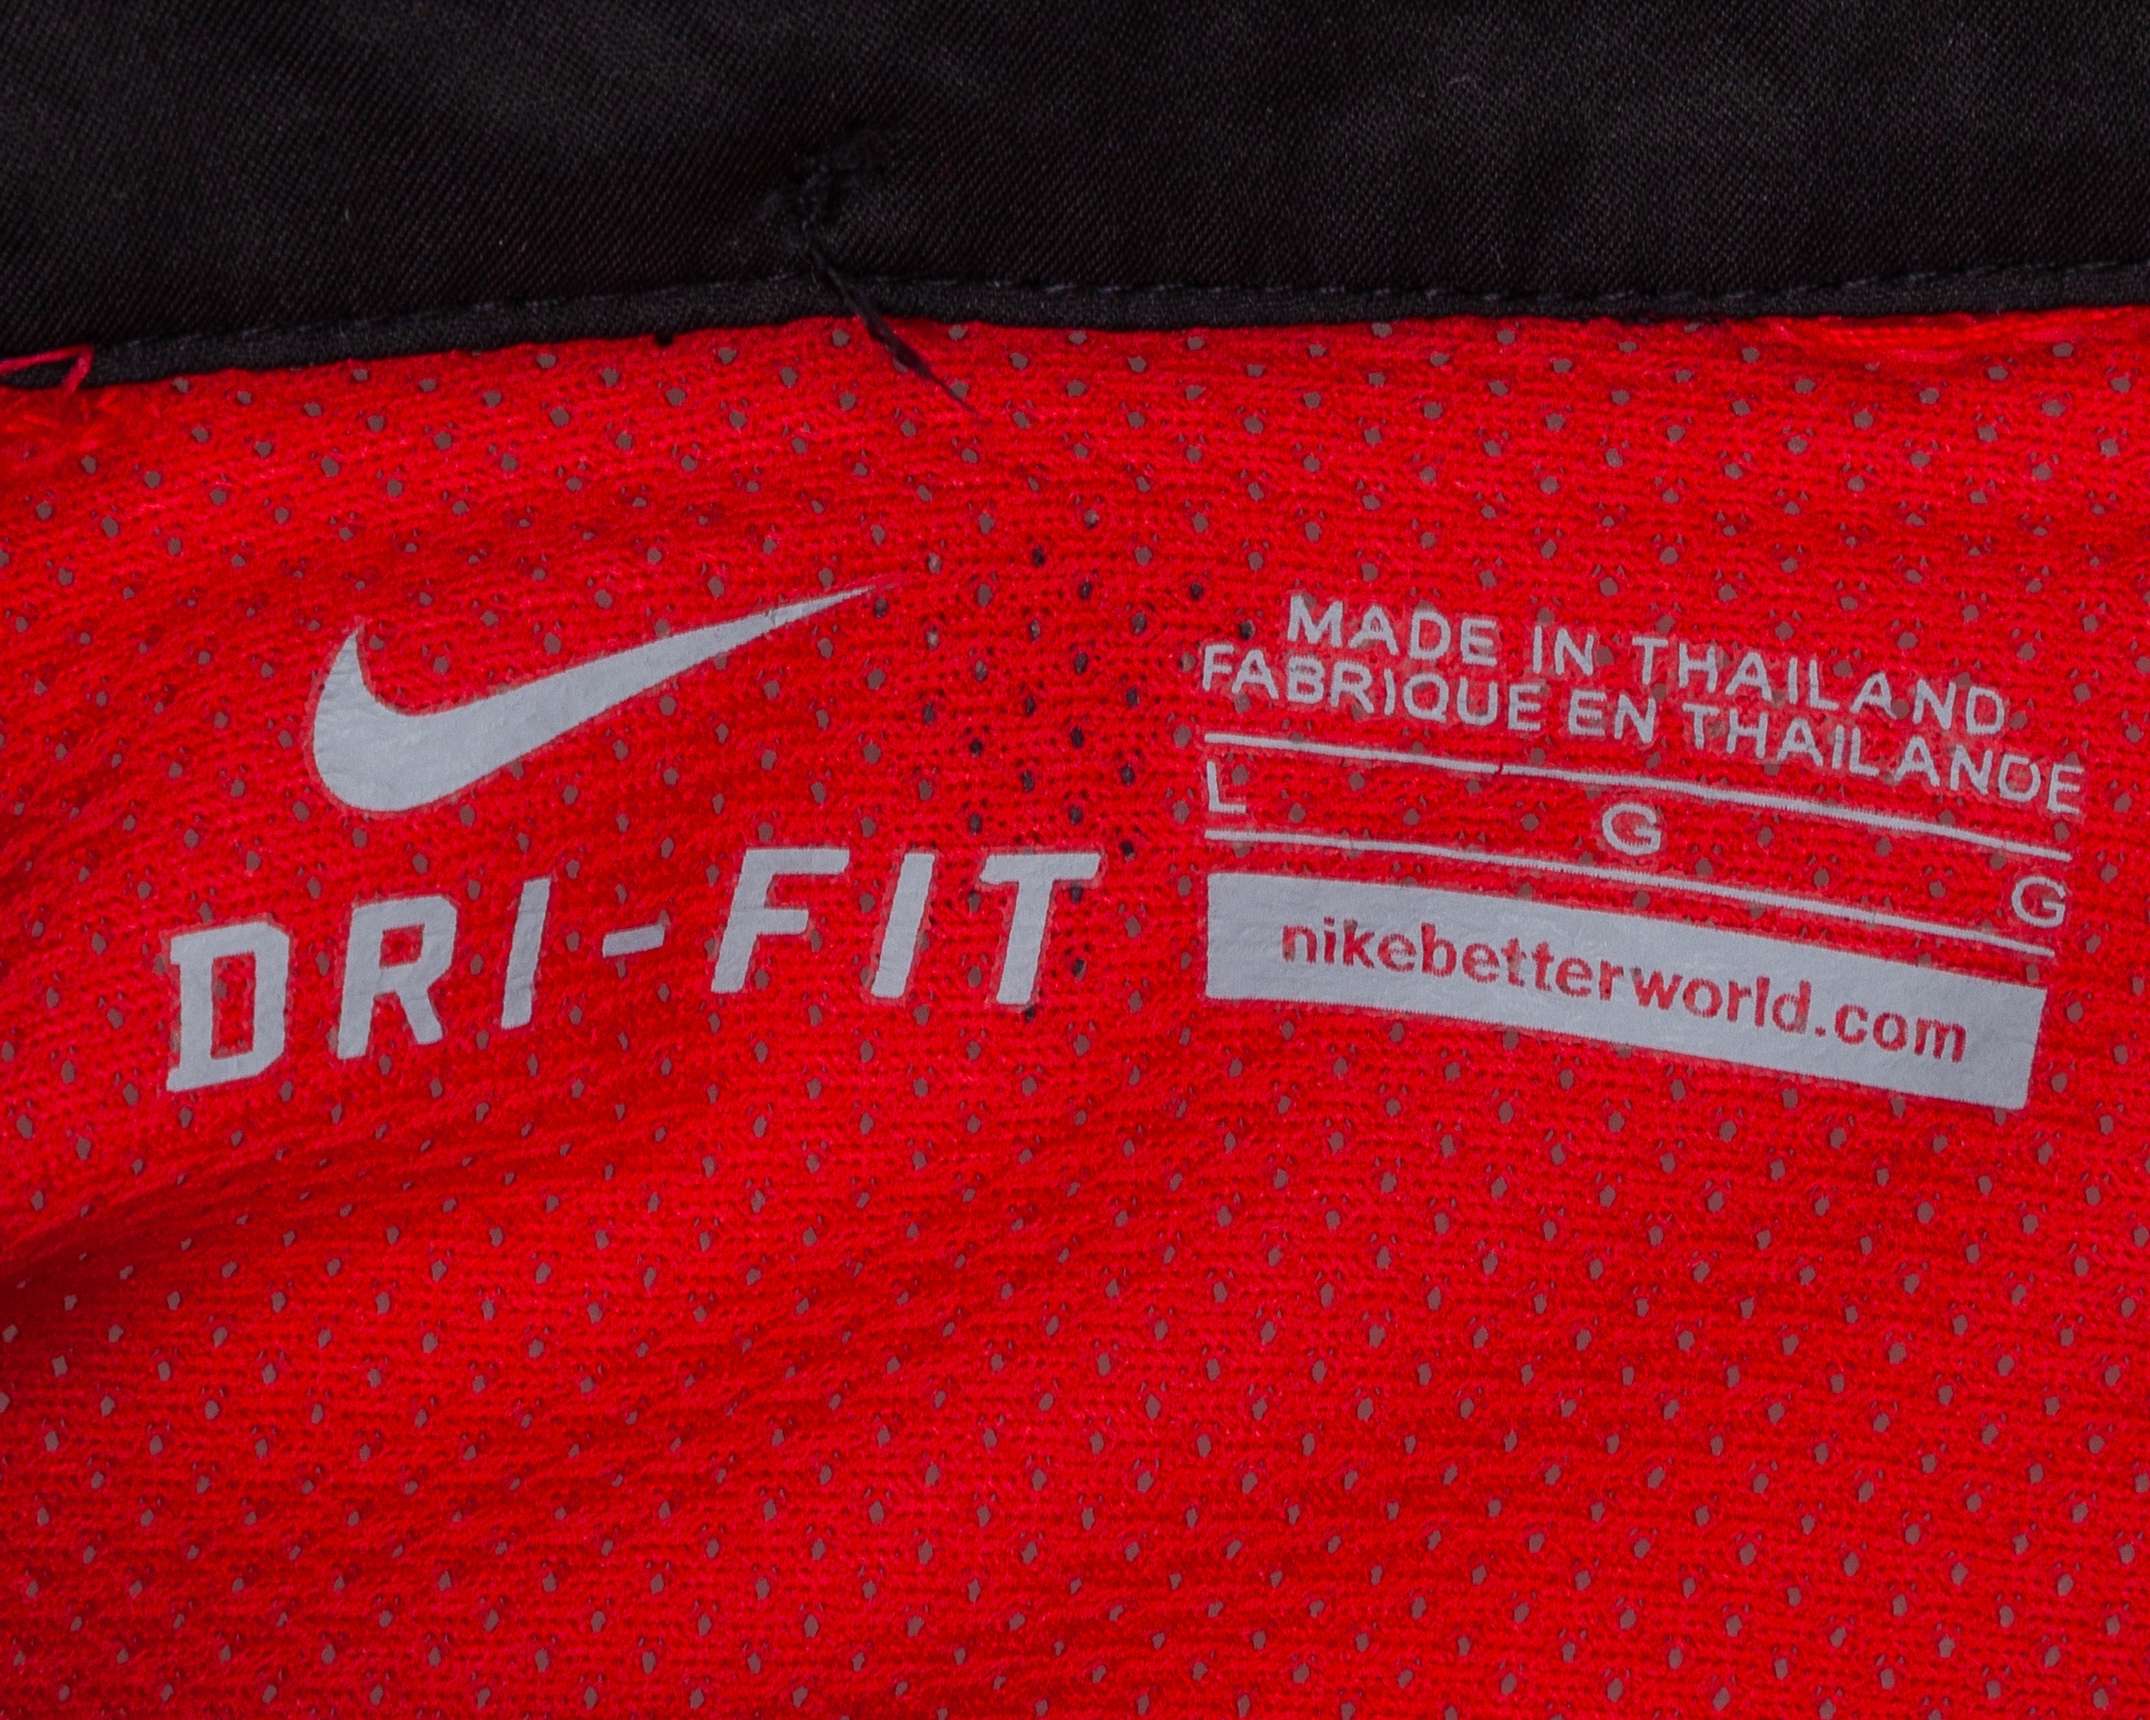 DRI-FIT
MADE IN THAILAND
FABRIQUE EN THAILANDE
L G G
nikebetterworld.com